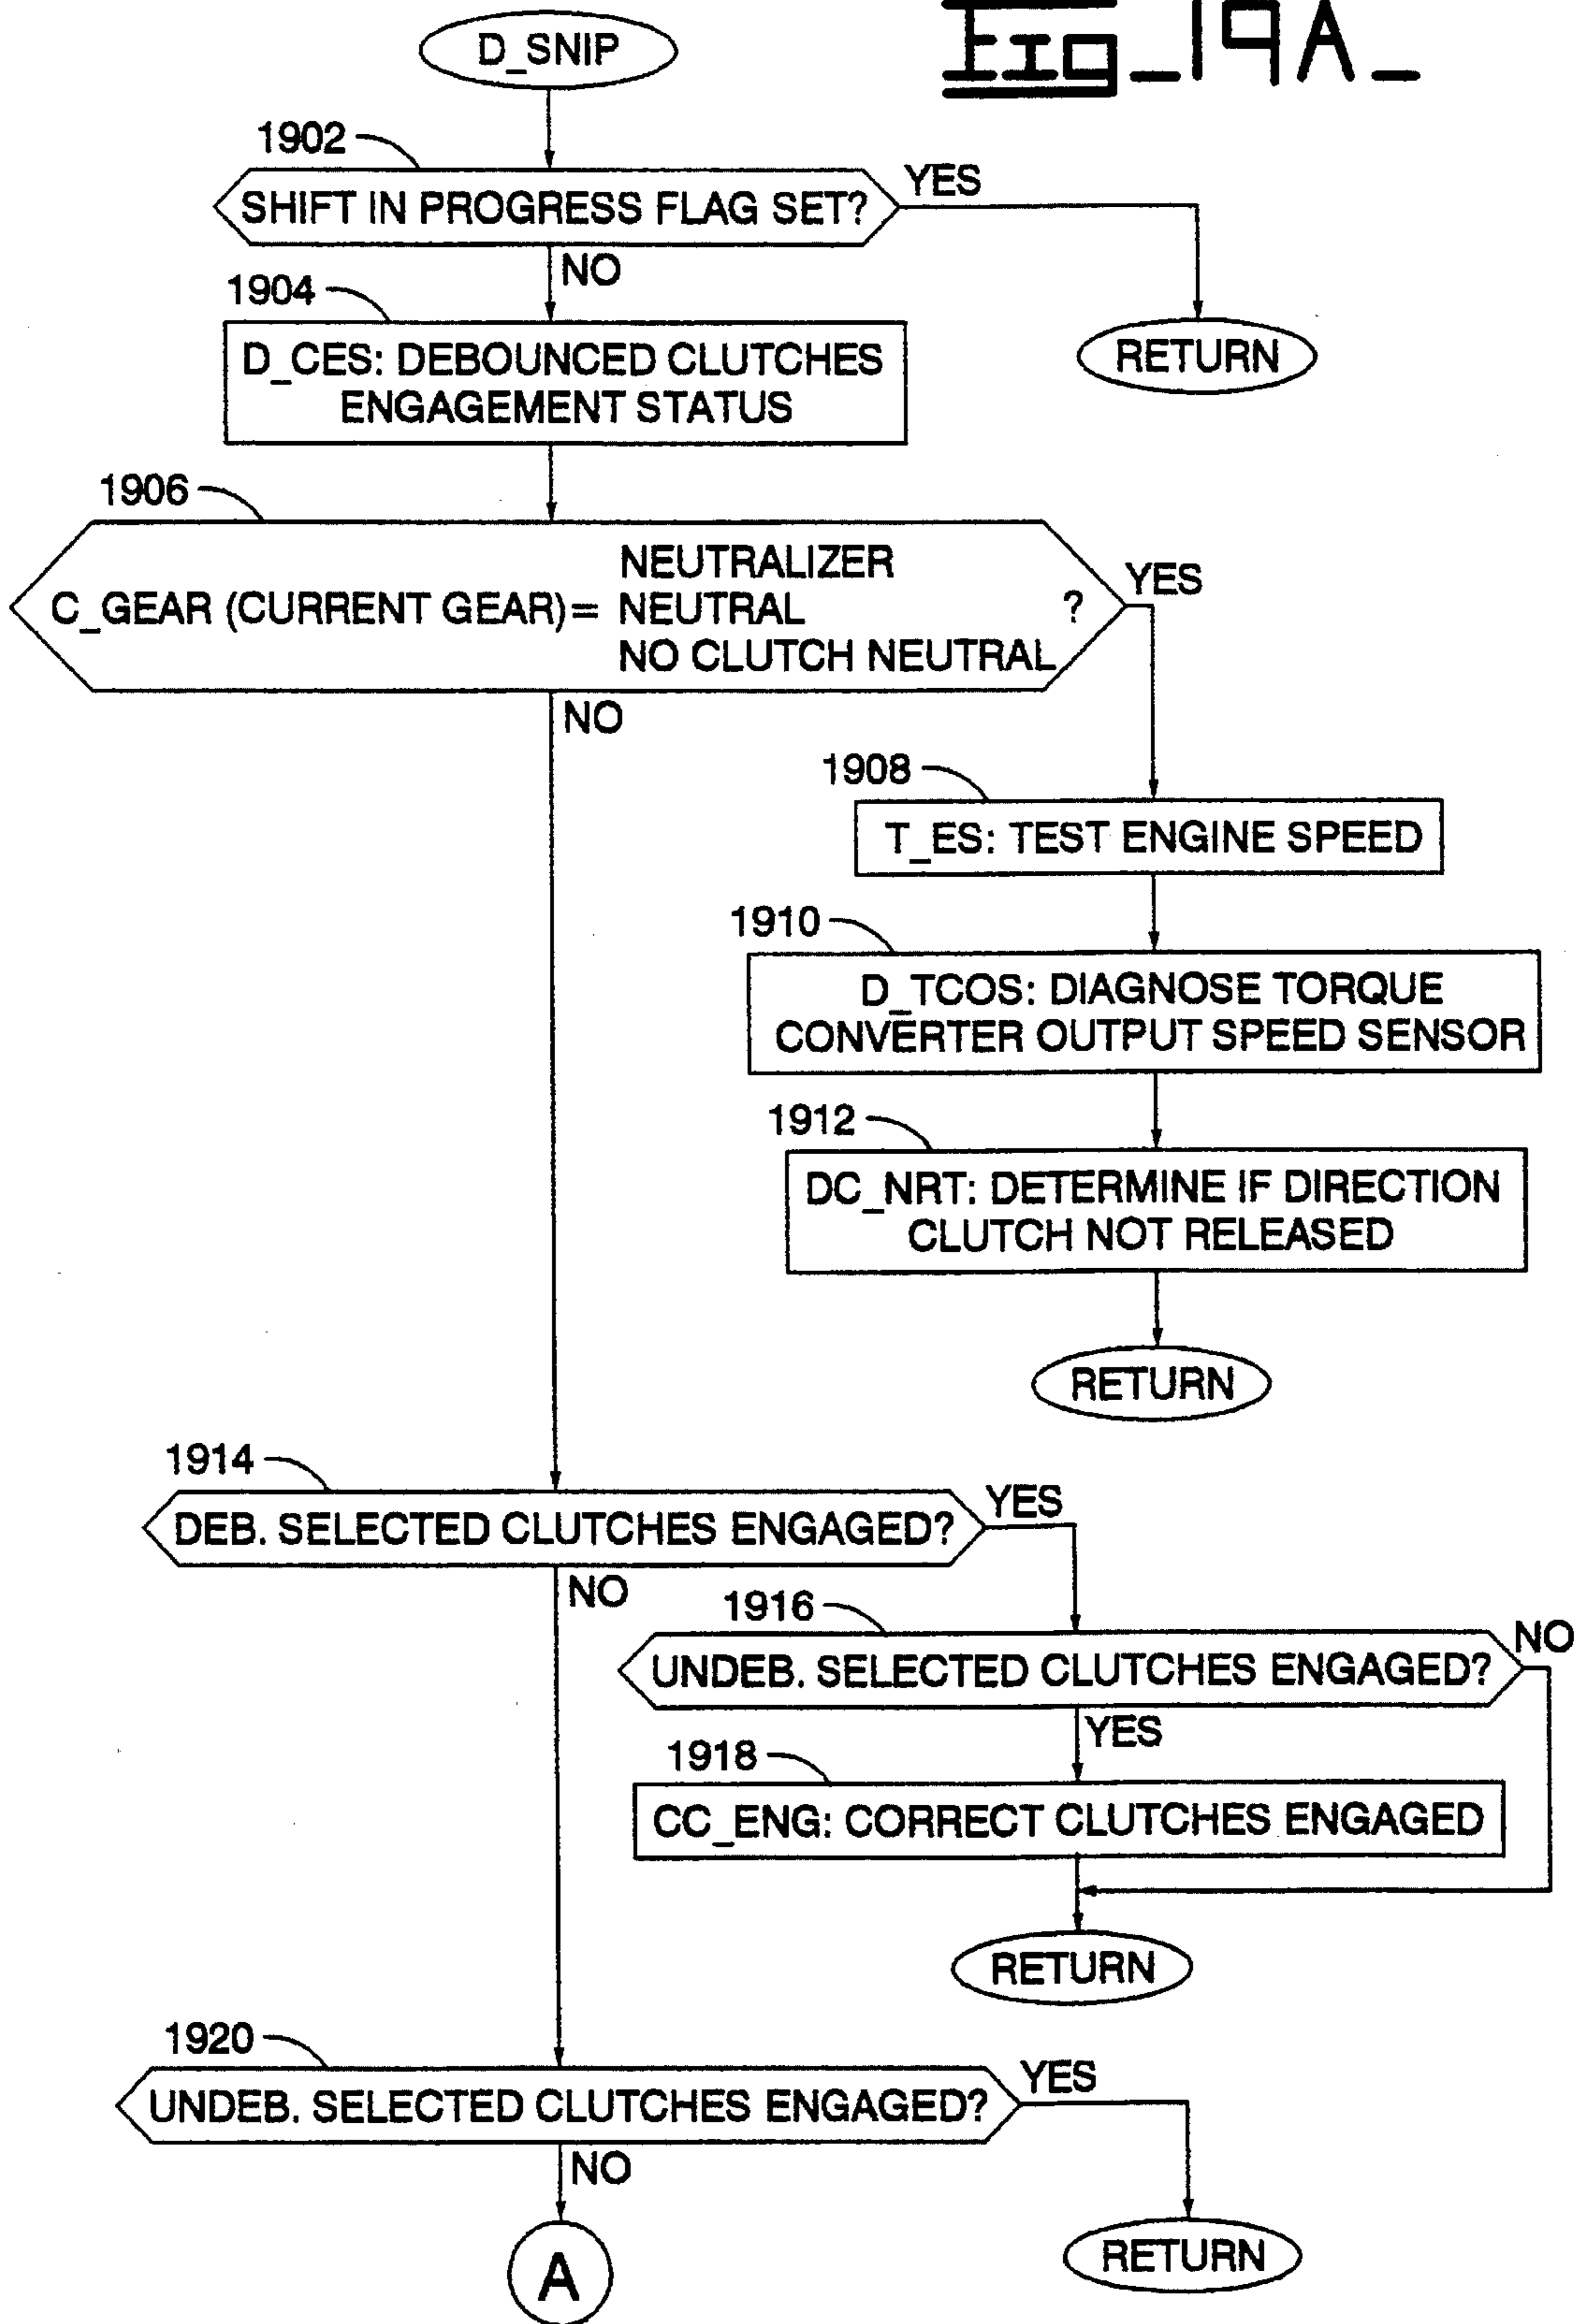 Fig_19A_
D_SNIP
1902
SHIFT IN PROGRESS FLAG SET?
YES
NO
RETURN
1904
D_CES: DEBOUNCED CLUTCHES
ENGAGEMENT STATUS
1906
NEUTRALIZER
C_GEAR (CURRENT GEAR) = NEUTRAL ?
NO CLUTCH NEUTRAL
YES
NO
1908
T_ES: TEST ENGINE SPEED
1910
D_TCOS: DIAGNOSE TORQUE
CONVERTER OUTPUT SPEED SENSOR
1912
DC_NRT: DETERMINE IF DIRECTION
CLUTCH NOT RELEASED
RETURN
1914
DEB. SELECTED CLUTCHES ENGAGED?
YES
NO
1916
UNDEB. SELECTED CLUTCHES ENGAGED?
NO
YES
1918
CC_ENG: CORRECT CLUTCHES ENGAGED
RETURN
1920
UNDEB. SELECTED CLUTCHES ENGAGED?
YES
NO
A
RETURN